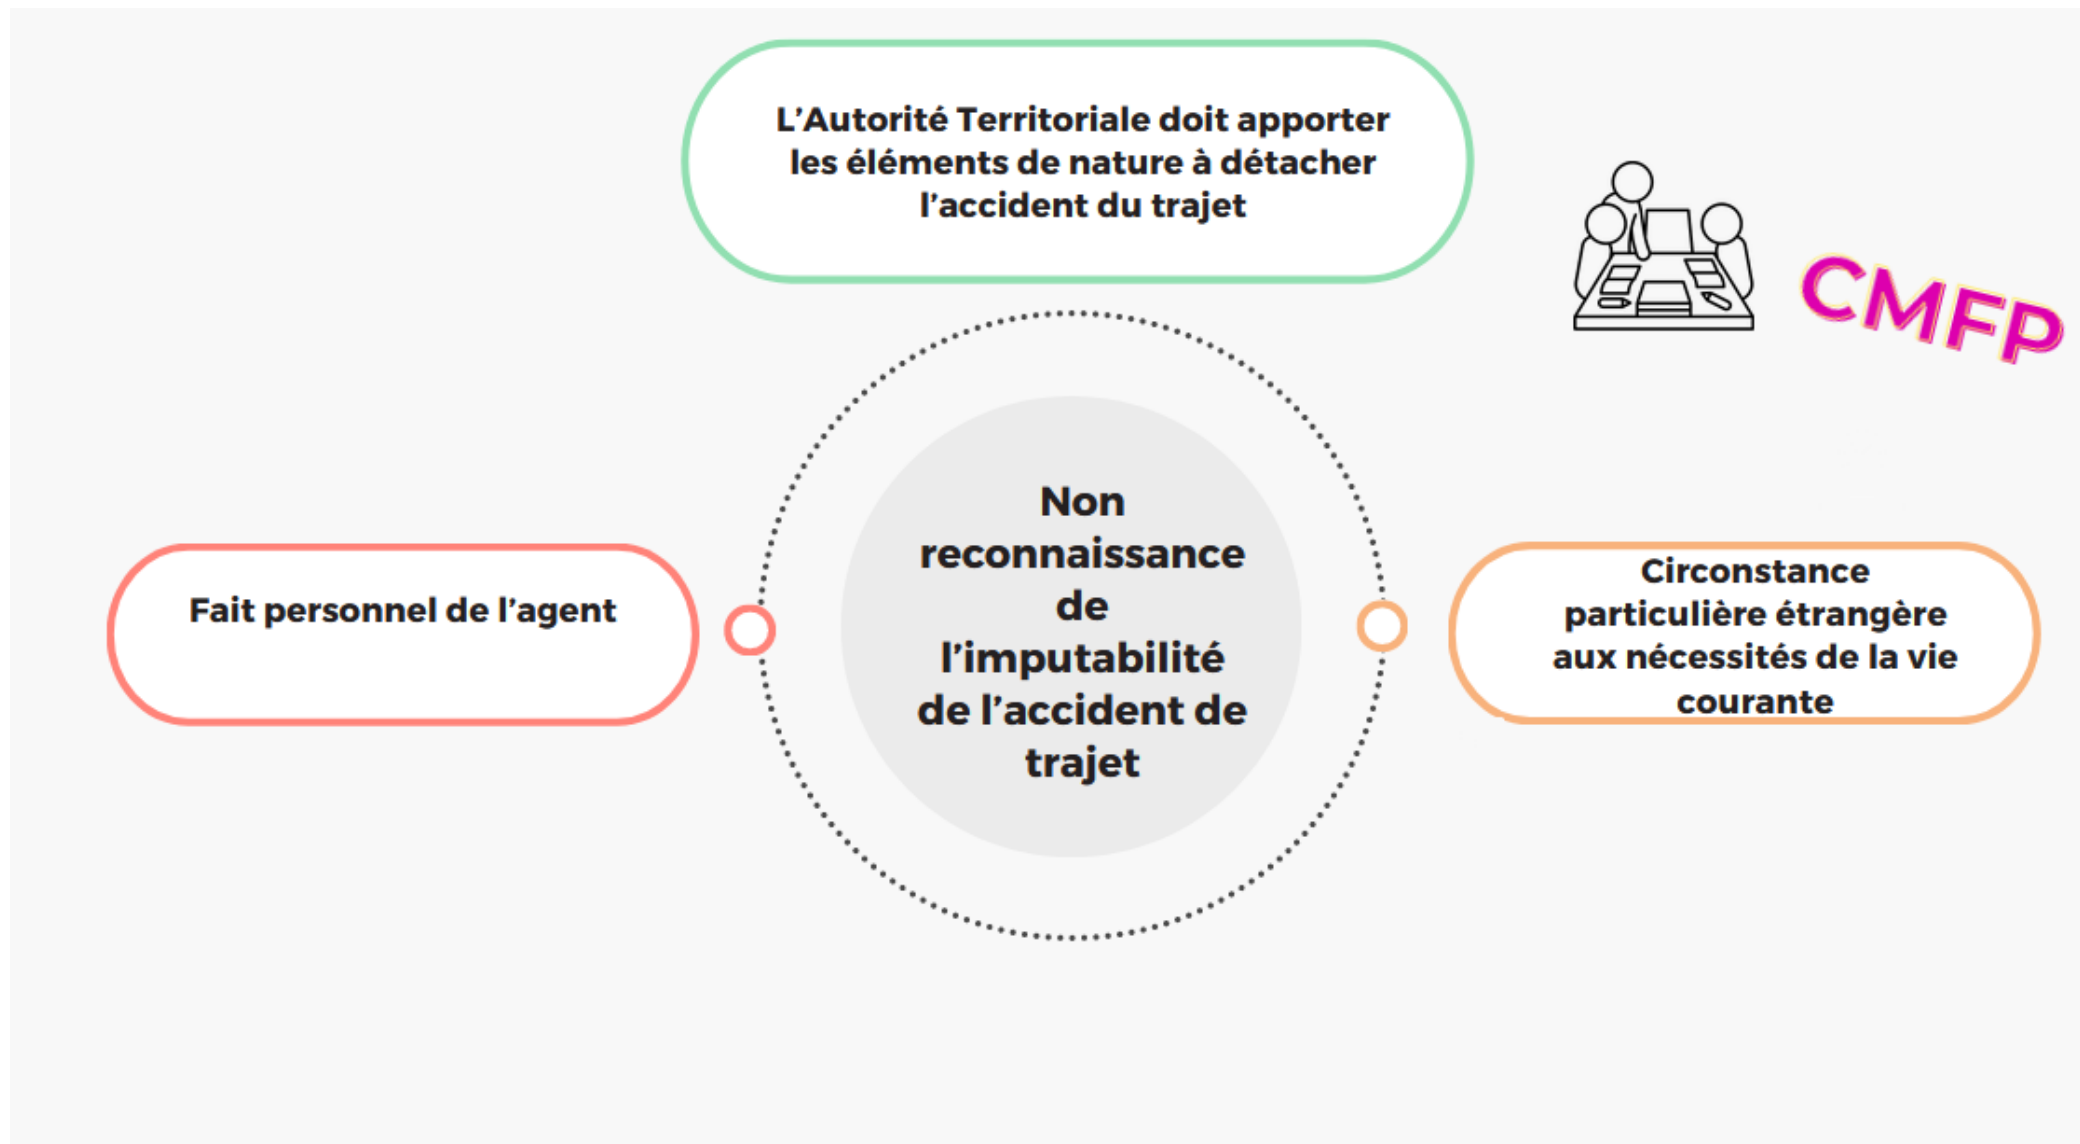 L'Autorité Territoriale doit apporter
les éléments de nature à détacher
l'accident du trajet
CMFP
Non
reconnaissance
de
l'imputabilité
de l'accident de
trajet
Fait personnel de l'agent
Circonstance
particulière étrangère
aux nécessités de la vie
courante